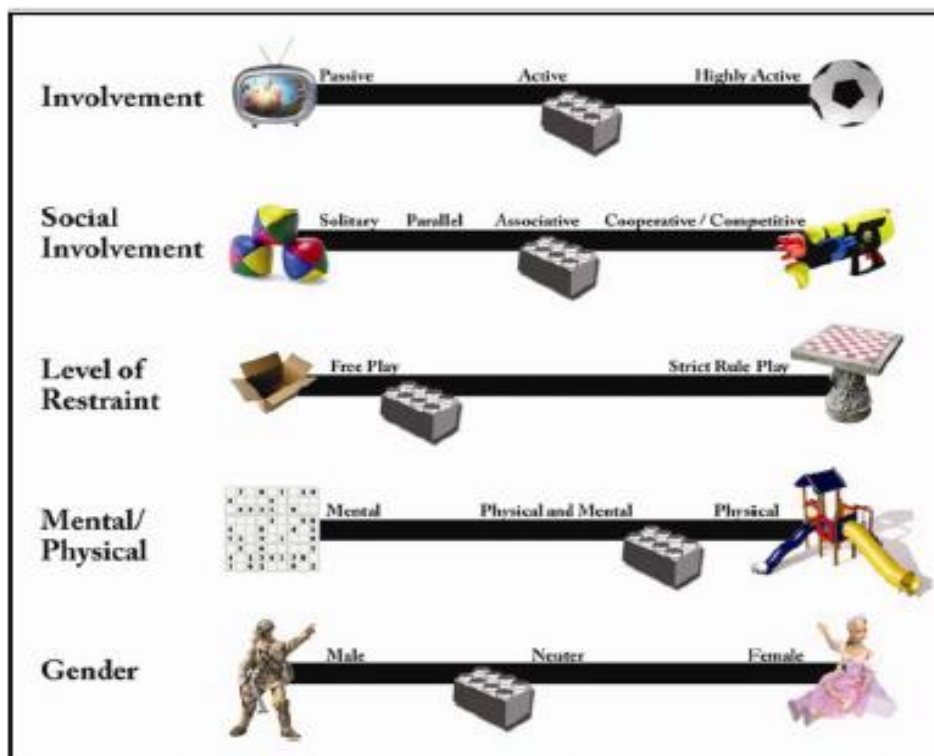 Involvement
Passive Active Highly Active
Social
Involvement
Solitary Parallel Associative Cooperative / Competitive
Level of
Restraint
Free Play Strict Rule Play
Mental/
Physical
Mental Physical and Mental Physical
Gender
Male Neuter Female